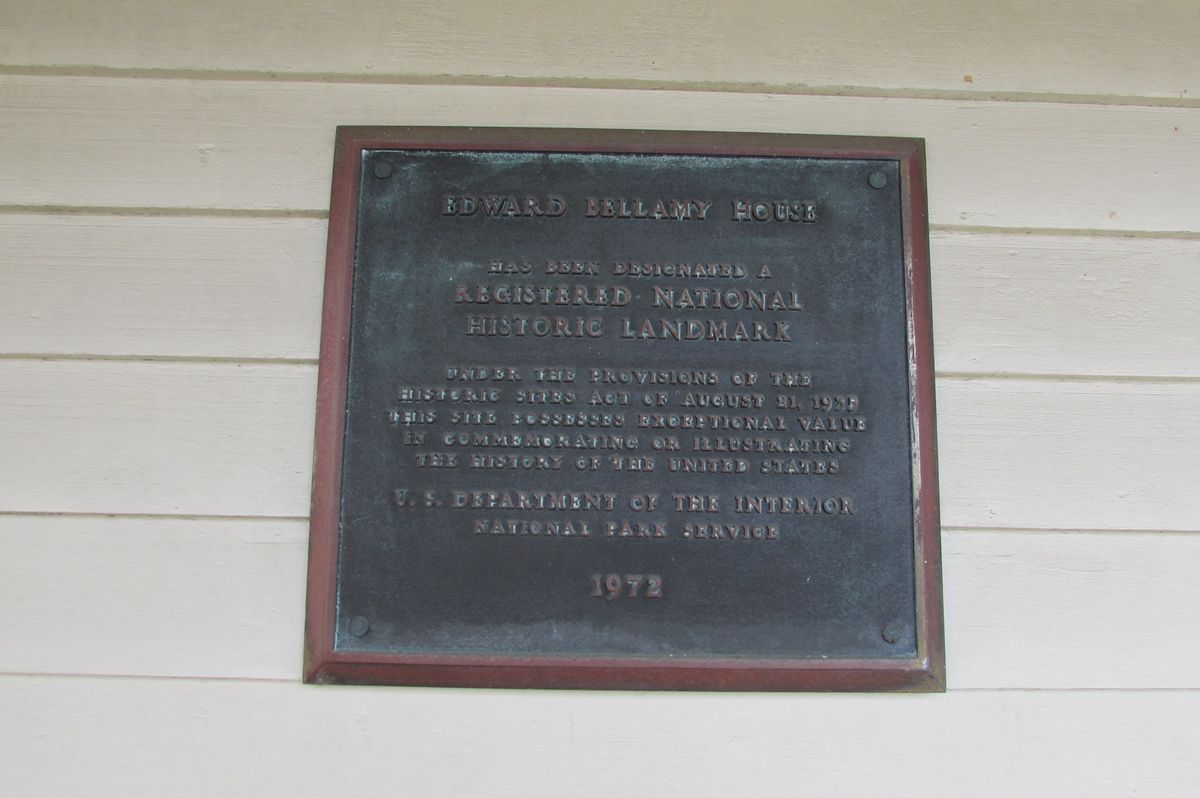 EDWARD BELLAMY HOUSE
HAS BEEN DESIGNATED A
REGISTERED NATIONAL
HISTORIC LANDMARK
UNDER THE PROVISIONS OF THE
HISTORIC SITES ACT OF AUGUST 21, 1935
THIS SITE POSSESSES EXCEPTIONAL VALUE
IN COMMEMORATING OR ILLUSTRATING
THE HISTORY OF THE UNITED STATES
U. S. DEPARTMENT OF THE INTERIOR
NATIONAL PARK SERVICE
1972